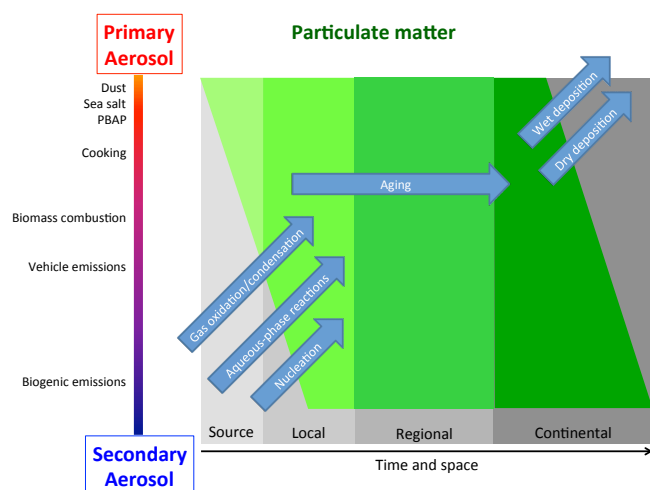 Primary
Aerosol
Particulate matter
Dust
Sea salt
PBAP
Cooking
Biomass combustion
Vehicle emissions
Biogenic emissions
Secondary
Aerosol
Wet deposition
Dry deposition
Aging
Gas oxidation/condensation
Aqueous-phase reactions
Nucleation
Source
Local
Regional
Continental
Time and space